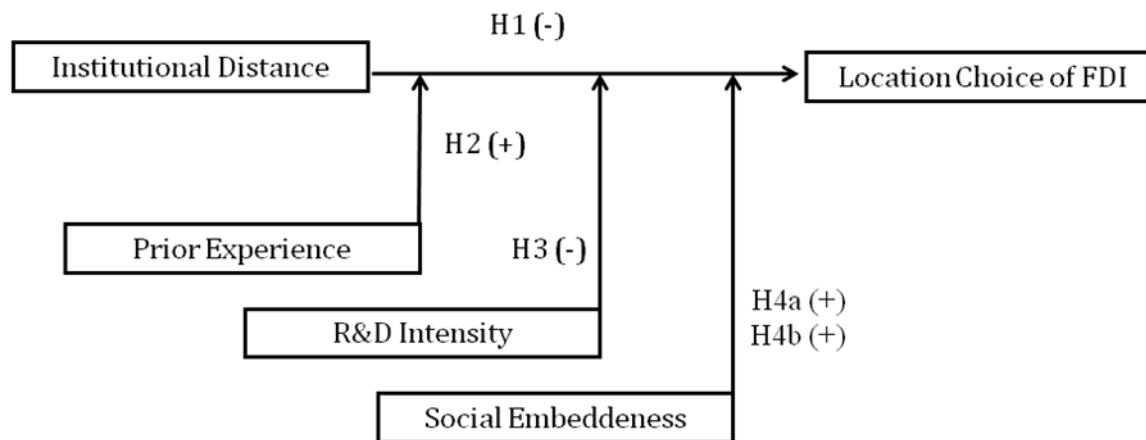 H1 (-)
Institutional Distance
Location Choice of FDI
H2 (+)
Prior Experience
H3 (-)
R&D Intensity
H4a (+)
H4b (+)
Social Embeddeness